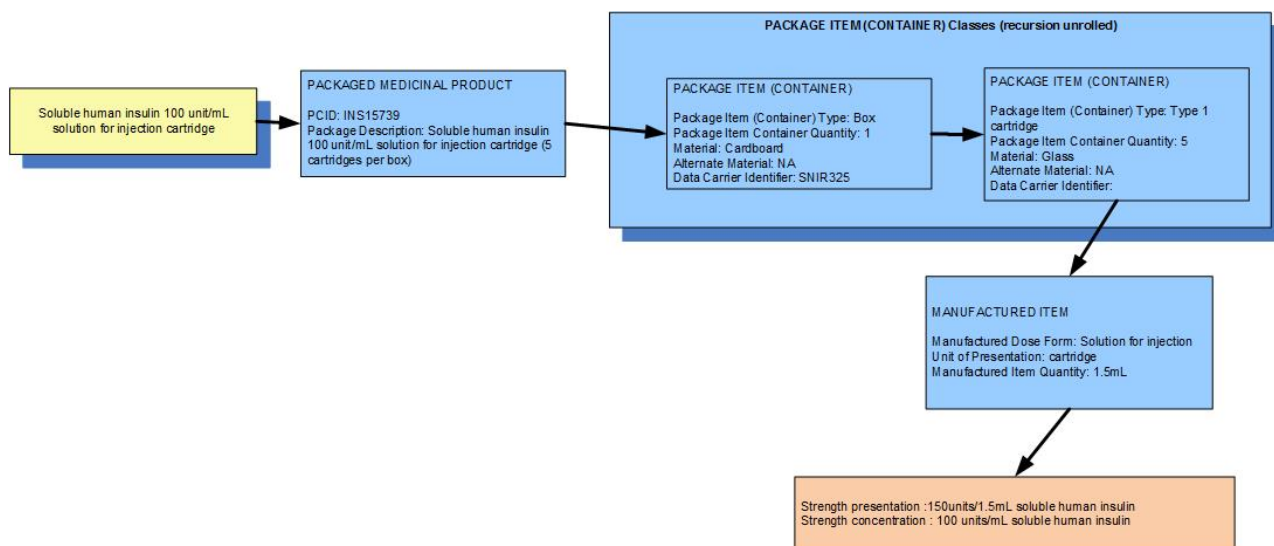 PACKAGE ITEM (CONTAINER) Classes (recursion unrolled)
Soluble human insulin 100 unit/mL
solution for injection cartridge
PACKAGED MEDICINAL PRODUCT
PCID: INS15739
Package Description: Soluble human insulin
100 unit/mL solution for injection cartridge (5
cartridges per box)
PACKAGE ITEM (CONTAINER)
Package Item (Container) Type: Box
Package Item Container Quantity: 1
Material: Cardboard
Alternate Material: NA
Data Carrier Identifier: SNIR325
PACKAGE ITEM (CONTAINER)
Package Item (Container) Type: Type 1
cartridge
Package Item Container Quantity: 5
Material: Glass
Alternate Material: NA
Data Carrier Identifier:
MANUFACTURED ITEM
Manufactured Dose Form: Solution for injection
Unit of Presentation: cartridge
Manufactured Item Quantity: 1.5mL
Strength presentation :150units/1.5mL soluble human insulin
Strength concentration : 100 units/mL soluble human insulin